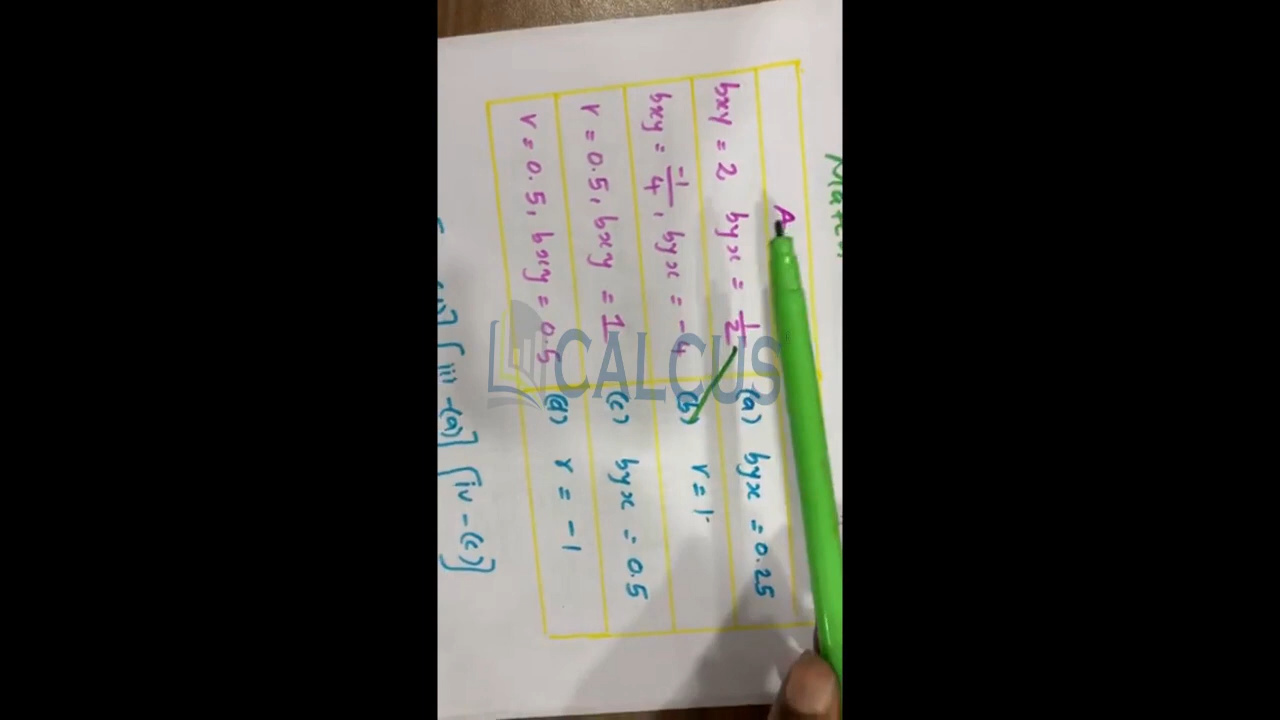 A
bxy = 2 byx = 1/2 (a) byx = 0.25
bxy = -1/4, byx = -4 (b) r = 1
r = 0.5, bxy = 1 (c) byx = 0.5
r = 0.5, bxy = 0.5 (d) r = -1
[iii -(a)] [iv -(c)]
CALCUS